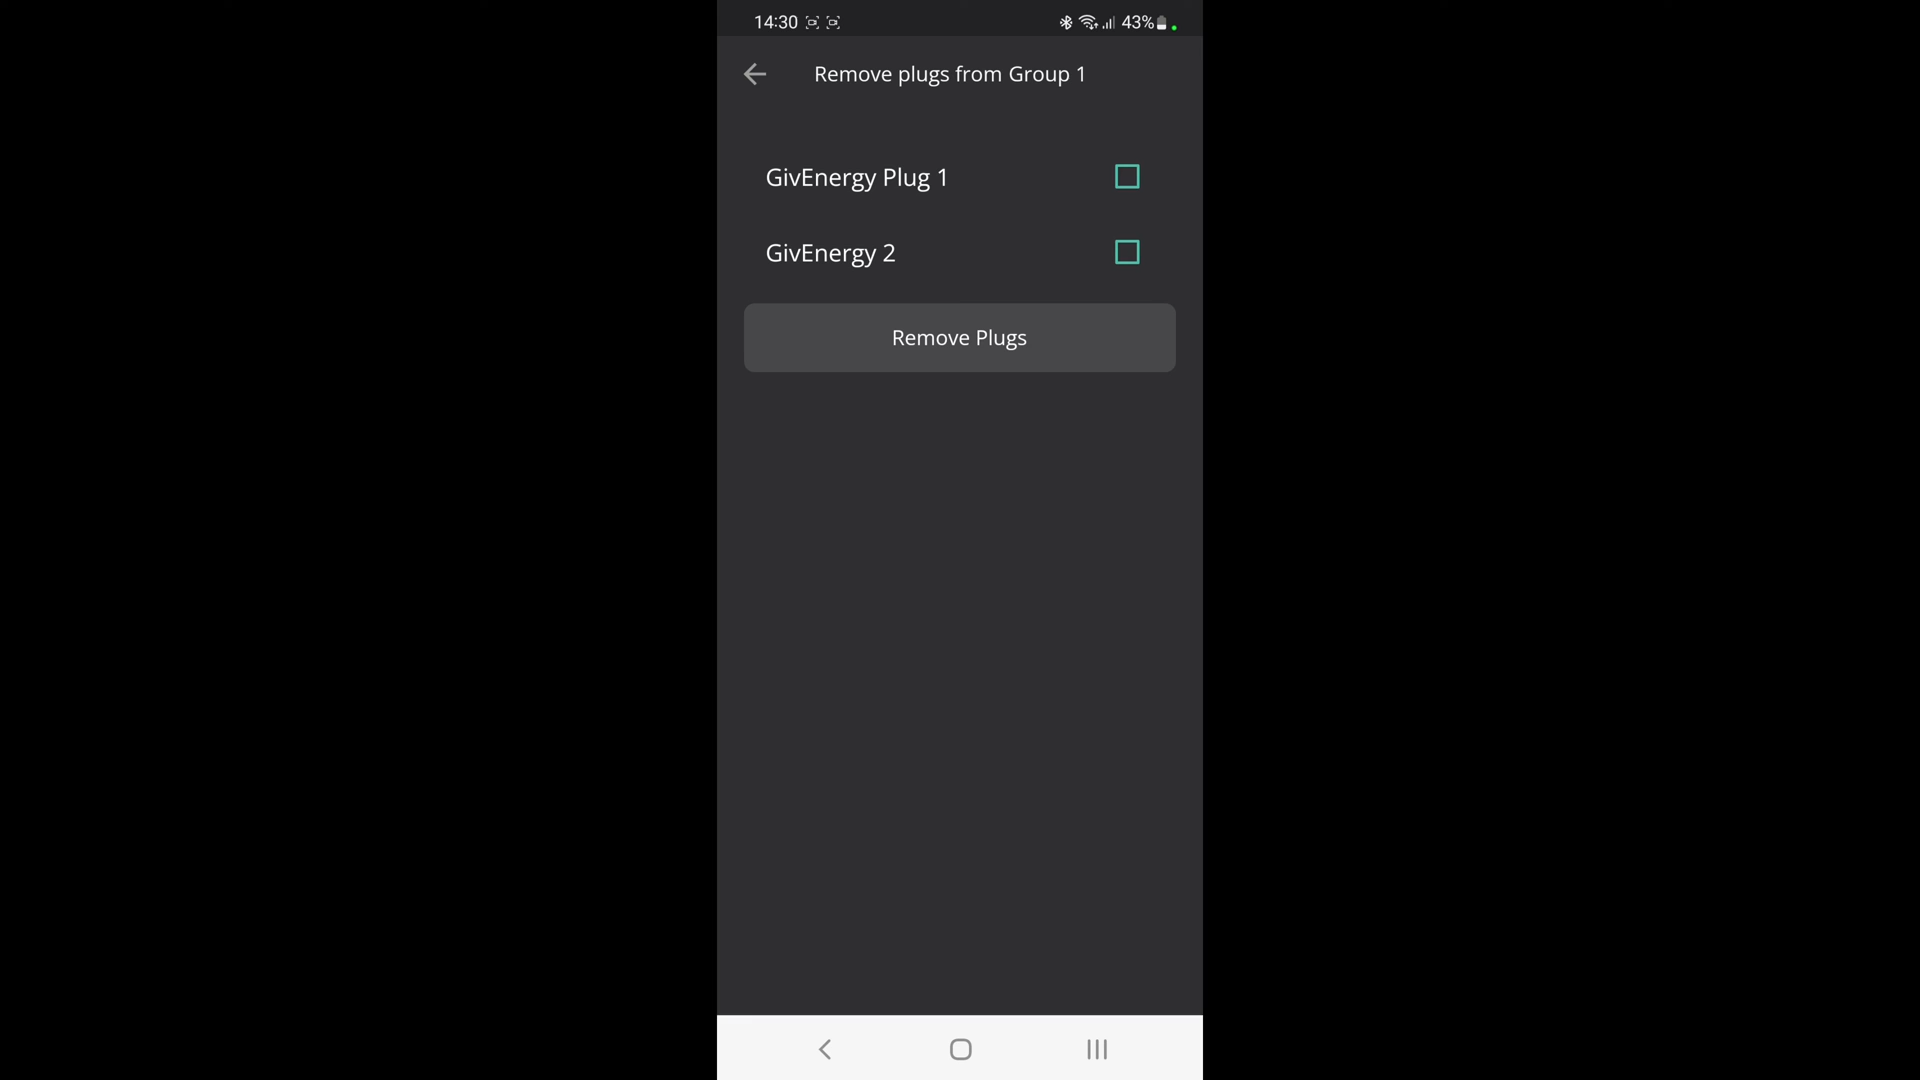 14:30 43%
Remove plugs from Group 1
GivEnergy Plug 1
GivEnergy 2
Remove Plugs